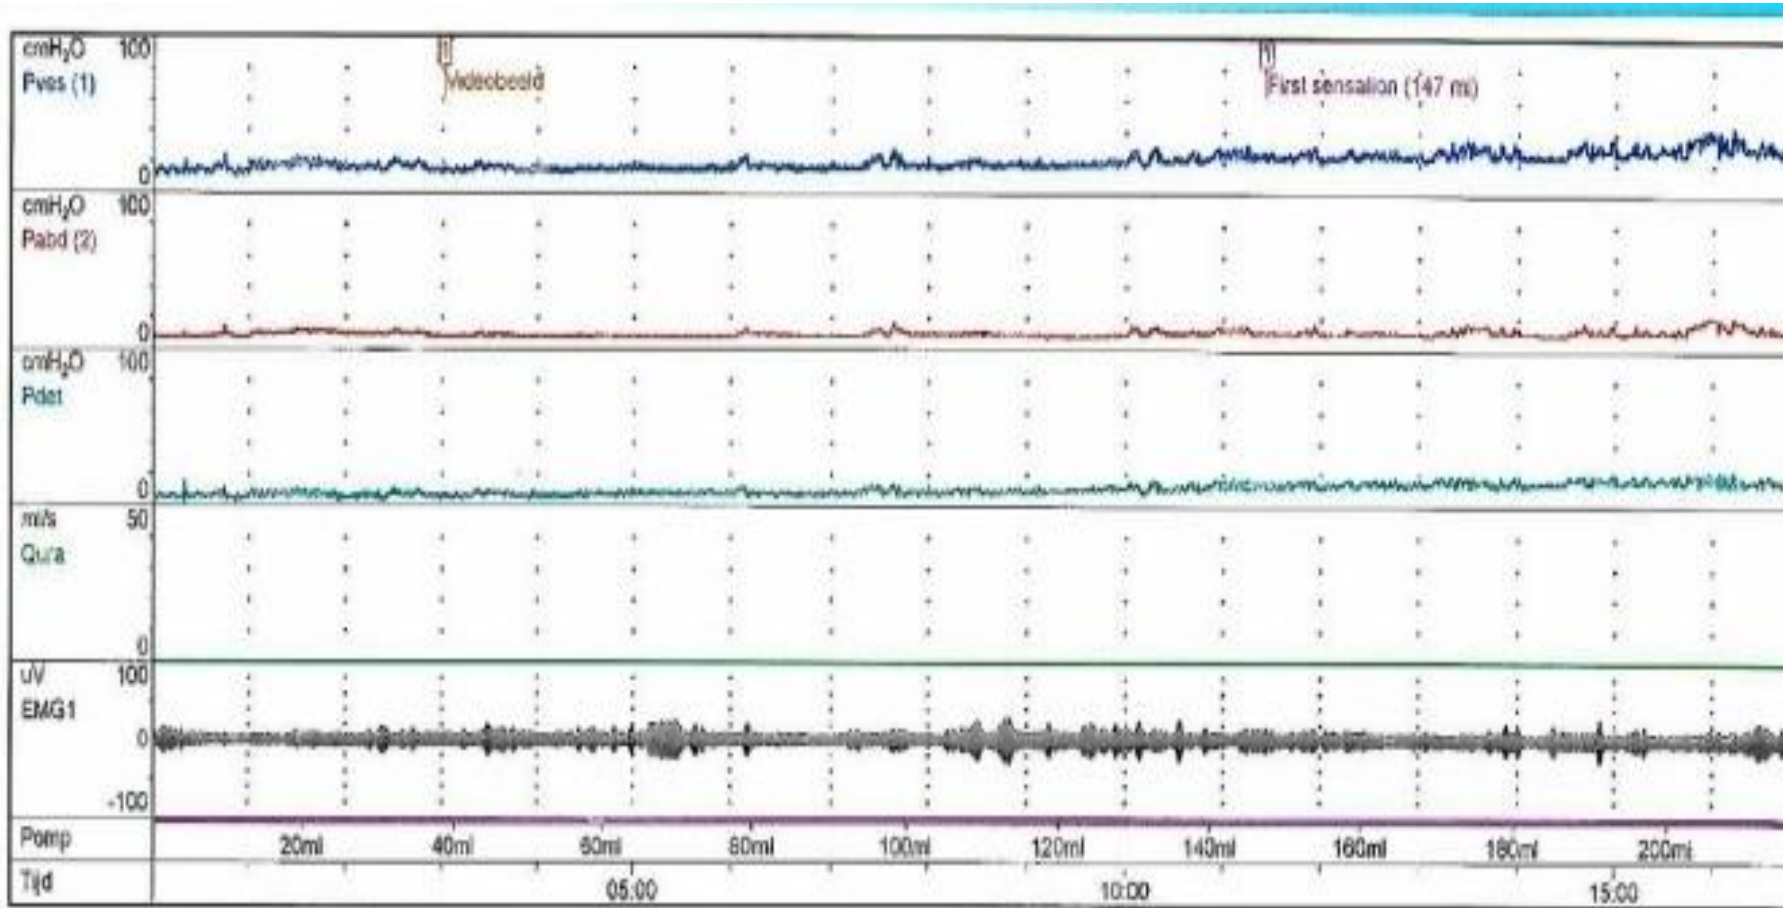 cmH₂O 100
Pves (1)
0
1
Videobeeld
1
First sensation (147 ml)
cmH₂O 100
Pabd (2)
0
cmH₂O 100
Pdet
0
ml/s 50
Qura
0
uV 100
EMG1
0
-100
Pomp 20ml 40ml 60ml 80ml 100ml 120ml 140ml 160ml 180ml 200ml
Tijd 05:00 10:00 15:00